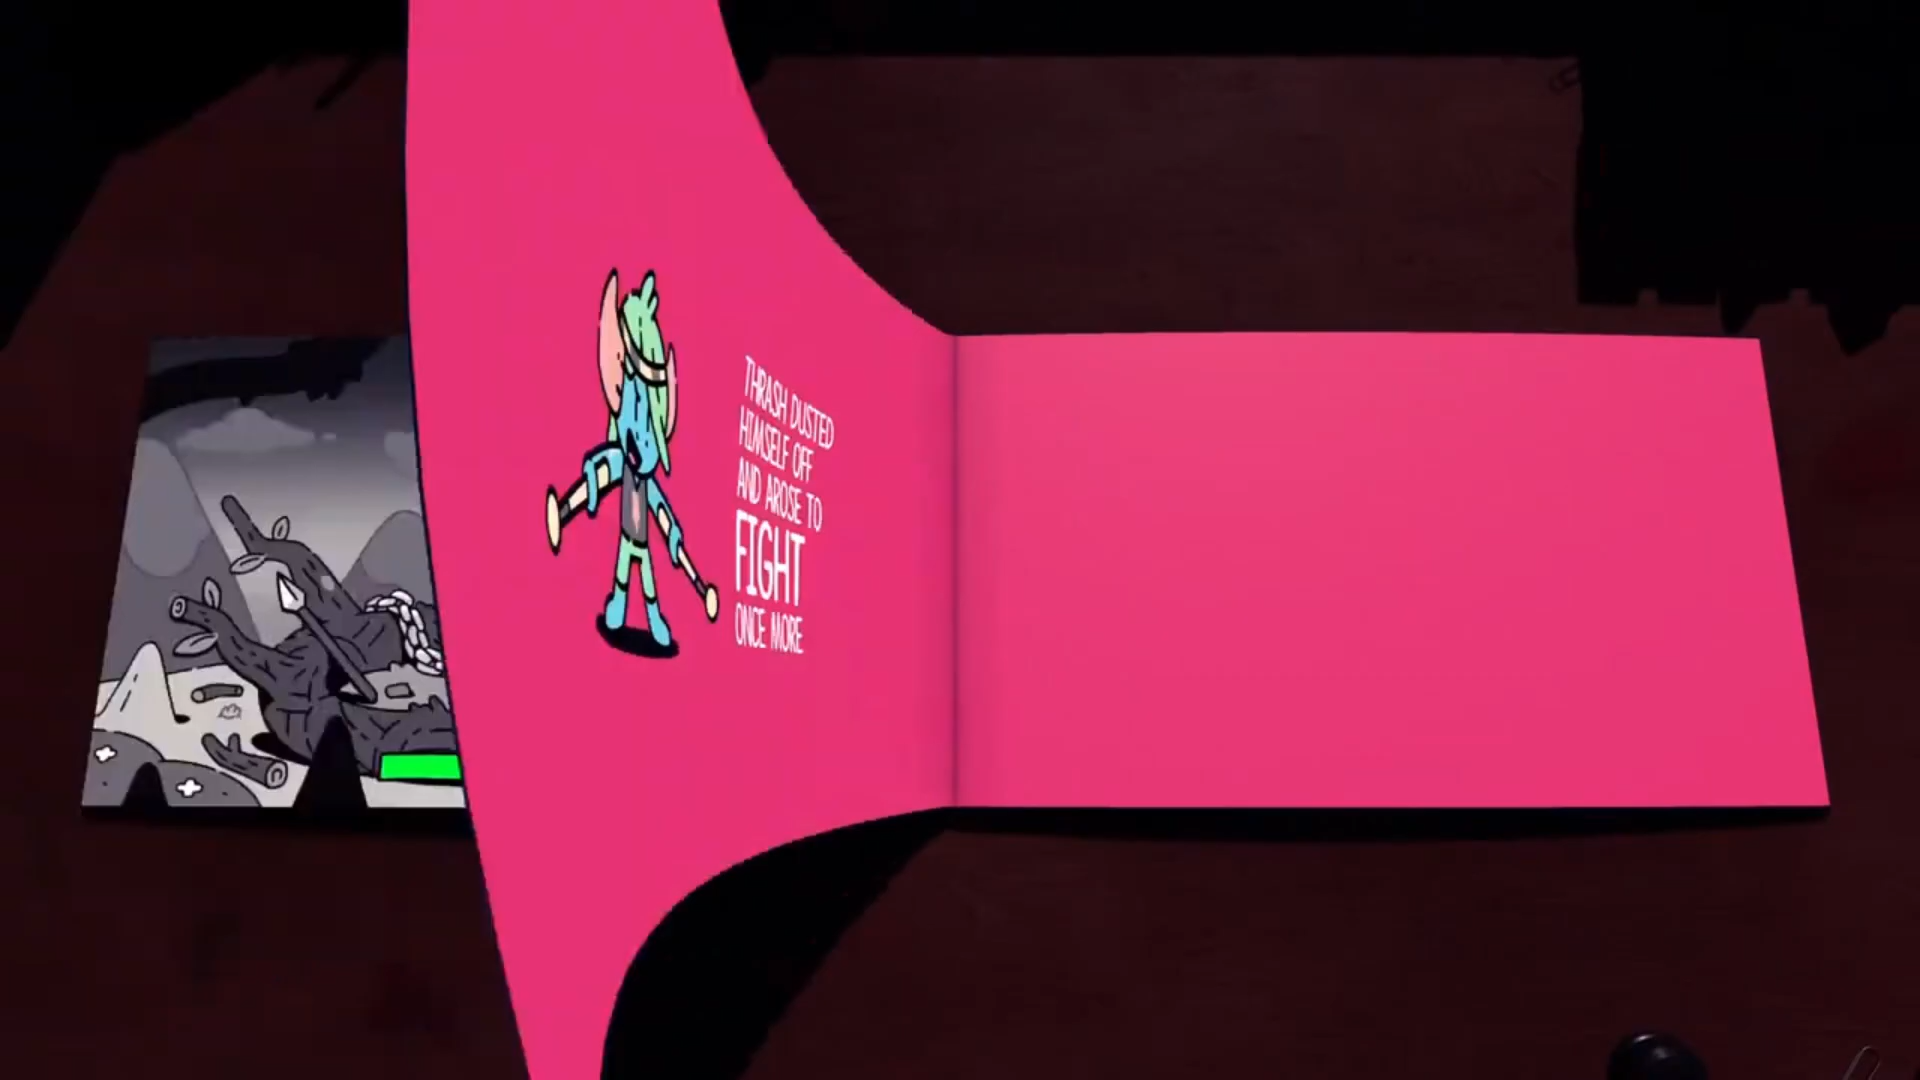 THRASH DUSTED
HIMSELF OFF
AND AROSE TO
FIGHT
ONCE MORE